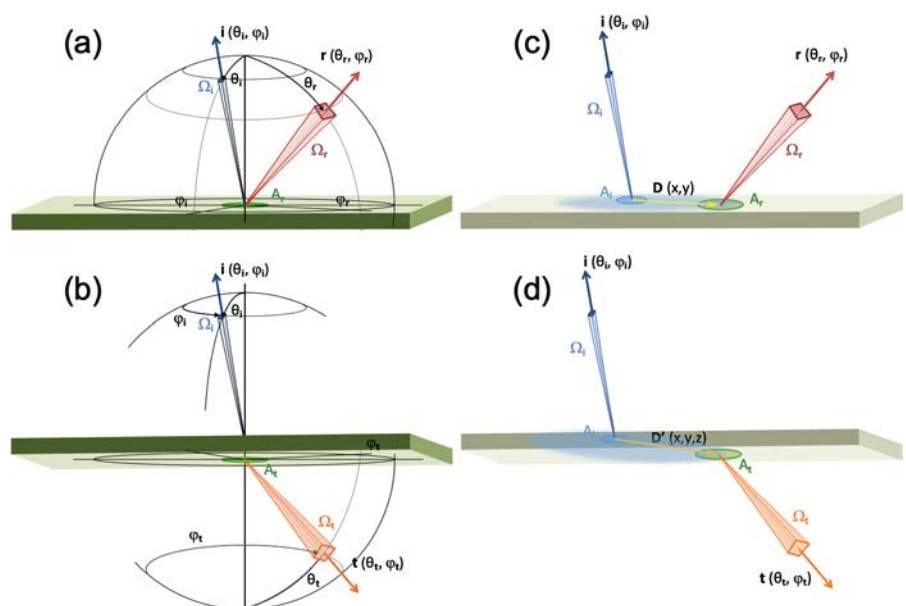 (a)
i (θi, φi)
r (θr, φr)
θi
θr
Ωi
Ωr
Ar
φi
φr
(c)
i (θi, φi)
r (θr, φr)
Ωi
Ωr
D (x,y)
Ai
Ar
(b)
i (θi, φi)
θi
φi
Ωi
φt
At
Ωt
φt
t (θt, φt)
θt
(d)
i (θi, φi)
Ωi
Ai
D' (x,y,z)
At
Ωt
t (θt, φt)